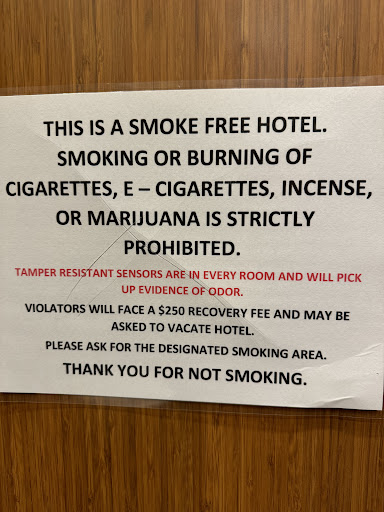 THIS IS A SMOKE FREE HOTEL.
SMOKING OR BURNING OF
CIGARETTES, E – CIGARETTES, INCENSE,
OR MARIJUANA IS STRICTLY
PROHIBITED.
TAMPER RESISTANT SENSORS ARE IN EVERY ROOM AND WILL PICK
UP EVIDENCE OF ODOR.
VIOLATORS WILL FACE A $250 RECOVERY FEE AND MAY BE
ASKED TO VACATE HOTEL.
PLEASE ASK FOR THE DESIGNATED SMOKING AREA.
THANK YOU FOR NOT SMOKING.